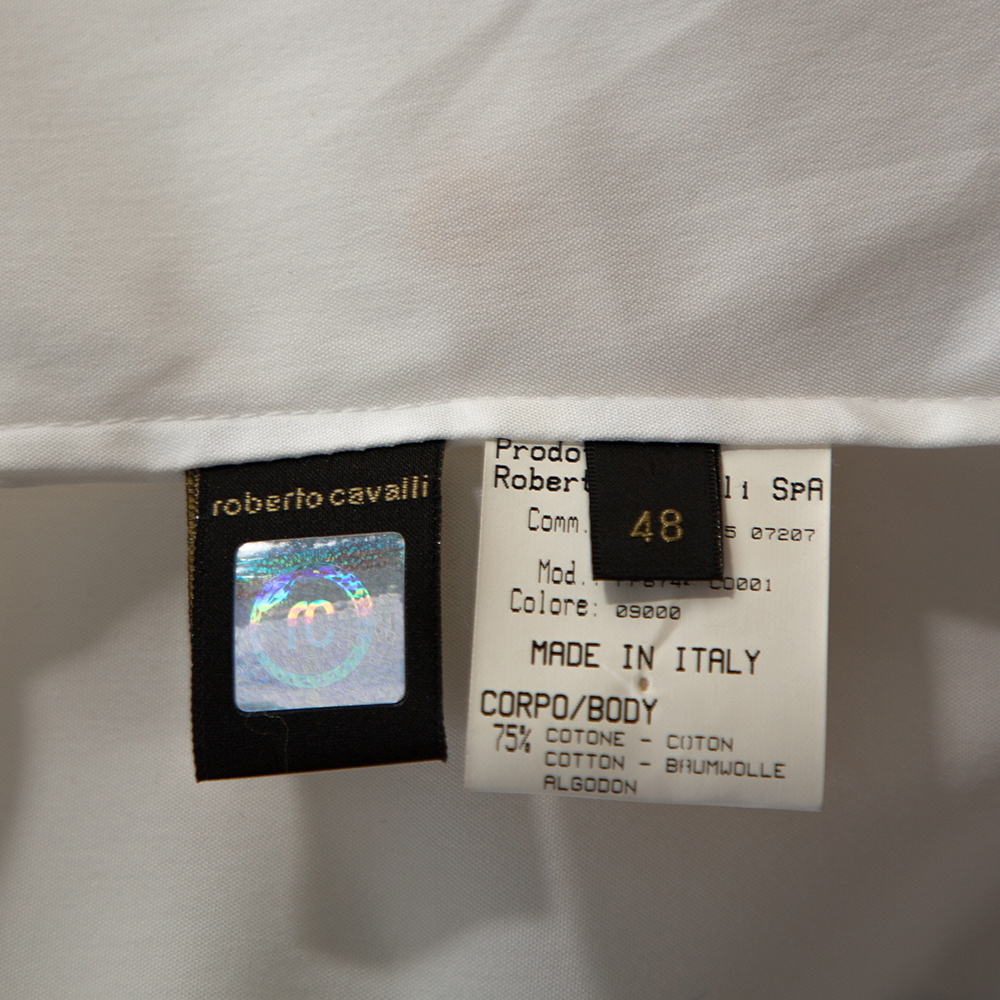 roberto cavalli
48
Prodo
Robert li SpA
Comm. 5 07207
Mod.: CO001
Colore: 09000
MADE IN ITALY
CORPO/BODY
75% COTONE - COTON
COTTON - BAUMWOLLE
ALGODON